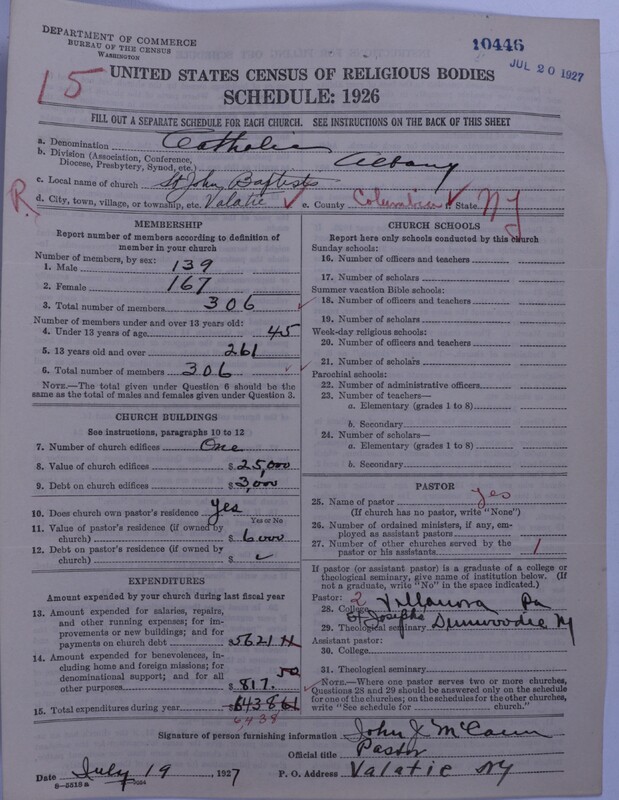 DEPARTMENT OF COMMERCE
BUREAU OF THE CENSUS
WASHINGTON
10446
JUL 20 1927
15
UNITED STATES CENSUS OF RELIGIOUS BODIES
SCHEDULE: 1926
FILL OUT A SEPARATE SCHEDULE FOR EACH CHURCH. SEE INSTRUCTIONS ON THE BACK OF THIS SHEET
a. Denomination Catholic
b. Division (Association, Conference, Diocese, Presbytery, Synod, etc.) Albany
c. Local name of church St John Baptists
R. d. City, town, village, or township, etc. Valatie e. County Columbia f. State NY
MEMBERSHIP
Report number of members according to definition of member in your church
Number of members, by sex:
1. Male 139
2. Female 167
3. Total number of members 306
Number of members under and over 13 years old:
4. Under 13 years of age 45
5. 13 years old and over 261
6. Total number of members 306
NOTE.—The total given under Question 6 should be the same as the total of males and females given under Question 3.
CHURCH BUILDINGS
See instructions, paragraphs 10 to 12
7. Number of church edifices One
8. Value of church edifices $ 25,000
9. Debt on church edifices $ 3,000
10. Does church own pastor's residence? yes
Yes or No
11. Value of pastor's residence (if owned by church) $ 6000
12. Debt on pastor's residence (if owned by church) $
EXPENDITURES
Amount expended by your church during last fiscal year
13. Amount expended for salaries, repairs, and other running expenses; for improvements or new buildings; and for payments on church debt $ 5621
14. Amount expended for benevolences, including home and foreign missions; for denominational support; and for all other purposes $ 817.50
15. Total expenditures during year $ 6438 61
6,438
CHURCH SCHOOLS
Report here only schools conducted by this church
Sunday schools:
16. Number of officers and teachers
17. Number of scholars
Summer vacation Bible schools:
18. Number of officers and teachers
19. Number of scholars
Week-day religious schools:
20. Number of officers and teachers
21. Number of scholars
Parochial schools:
22. Number of administrative officers
23. Number of teachers—
a. Elementary (grades 1 to 8)
b. Secondary
24. Number of scholars—
a. Elementary (grades 1 to 8)
b. Secondary
PASTOR
25. Name of pastor yes
(If church has no pastor, write "None")
26. Number of ordained ministers, if any, employed as assistant pastors
27. Number of other churches served by the pastor or his assistants 1
If pastor (or assistant pastor) is a graduate of a college or theological seminary, give name of institution below. (If not a graduate, write "No" in the space indicated.)
Pastor: 2
28. College Villanova Pa
29. Theological seminary St Josephs Dunwoodie NY
Assistant pastor:
30. College
31. Theological seminary
NOTE.—Where one pastor serves two or more churches, Questions 28 and 29 should be answered only on the schedule for one of the churches; on the schedules for the other churches, write "See schedule for church."
Signature of person furnishing information John J McCann
Official title Pastor
Date July 19, 1927 P. O. Address Valatie NY
8—5518a